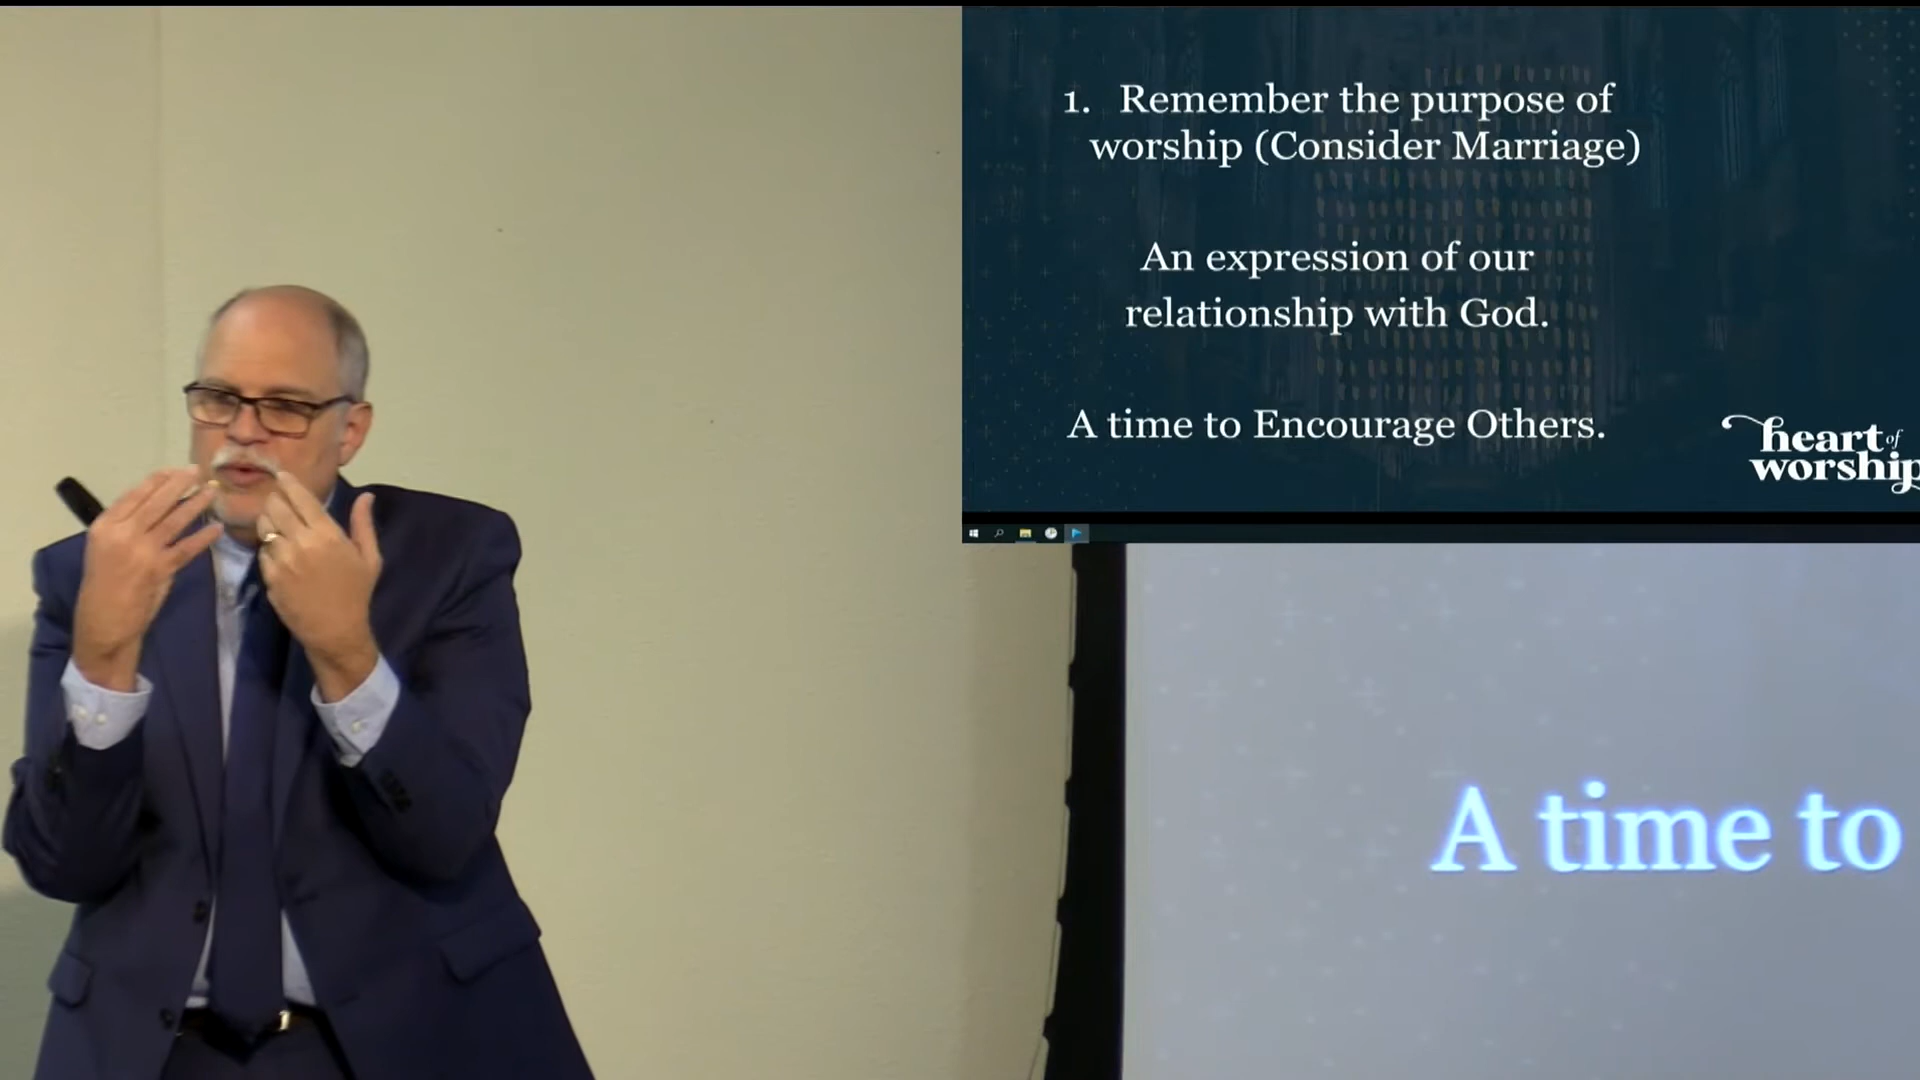 1. Remember the purpose of
worship (Consider Marriage)
An expression of our
relationship with God.
A time to Encourage Others.
heart of
worship
A time to